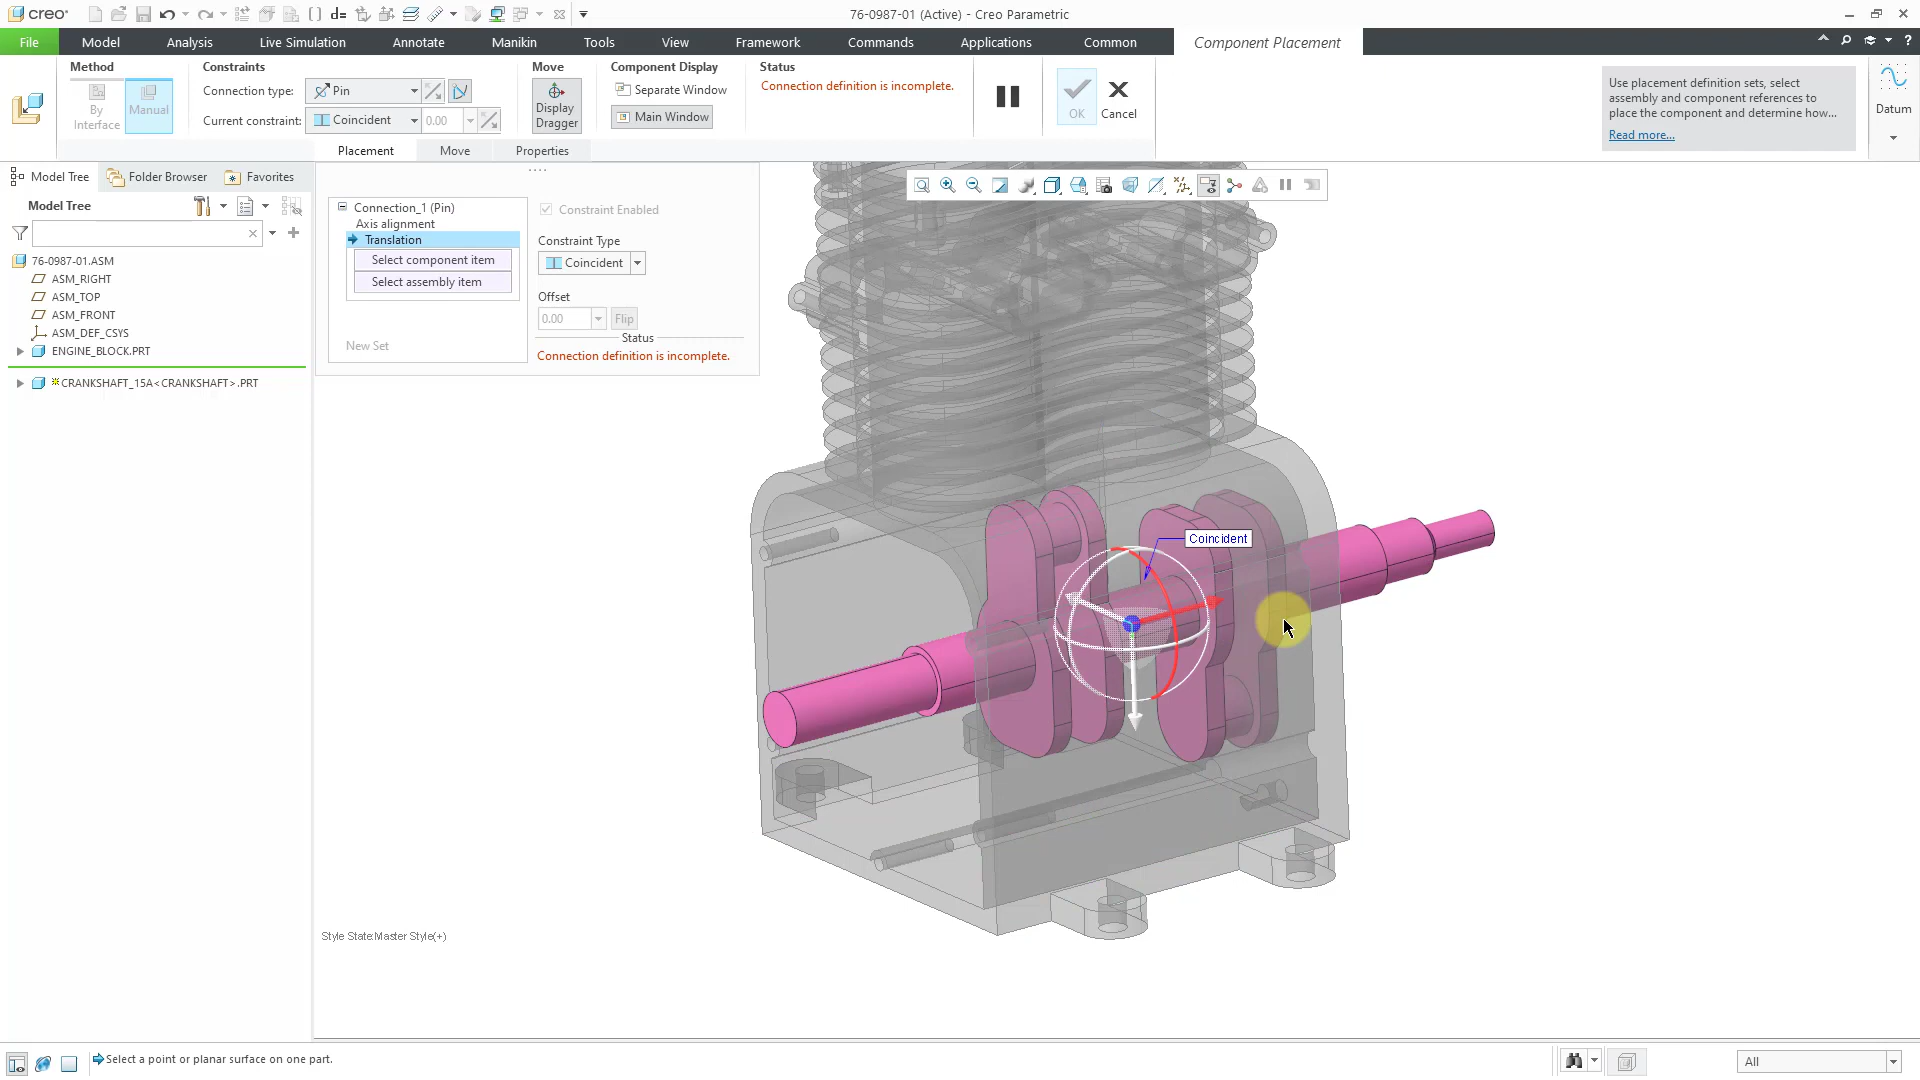 creo
76-0987-01 (Active) - Creo Parametric
File
Model
Analysis
Live Simulation
Annotate
Manikin
Tools
View
Framework
Commands
Applications
Common
Component Placement
Method
By Interface
Manual
Constraints
Connection type:
Pin
Current constraint:
Coincident
0.00
Move
Display
Dragger
Component Display
Separate Window
Main Window
Status
Connection definition is incomplete.
OK
Cancel
Use placement definition sets, select
assembly and component references to
place the component and determine how...
Read more...
Datum
Placement
Move
Properties
Model Tree
Folder Browser
Favorites
Model Tree
76-0987-01.ASM
ASM_RIGHT
ASM_TOP
ASM_FRONT
ASM_DEF_CSYS
ENGINE_BLOCK.PRT
CRANKSHAFT_15A<CRANKSHAFT>.PRT
Connection_1 (Pin)
Axis alignment
Translation
Select component item
Select assembly item
New Set
Constraint Enabled
Constraint Type
Coincident
Offset
0.00
Flip
Status
Connection definition is incomplete.
Coincident
Style State:Master Style(+)
Select a point or planar surface on one part.
All